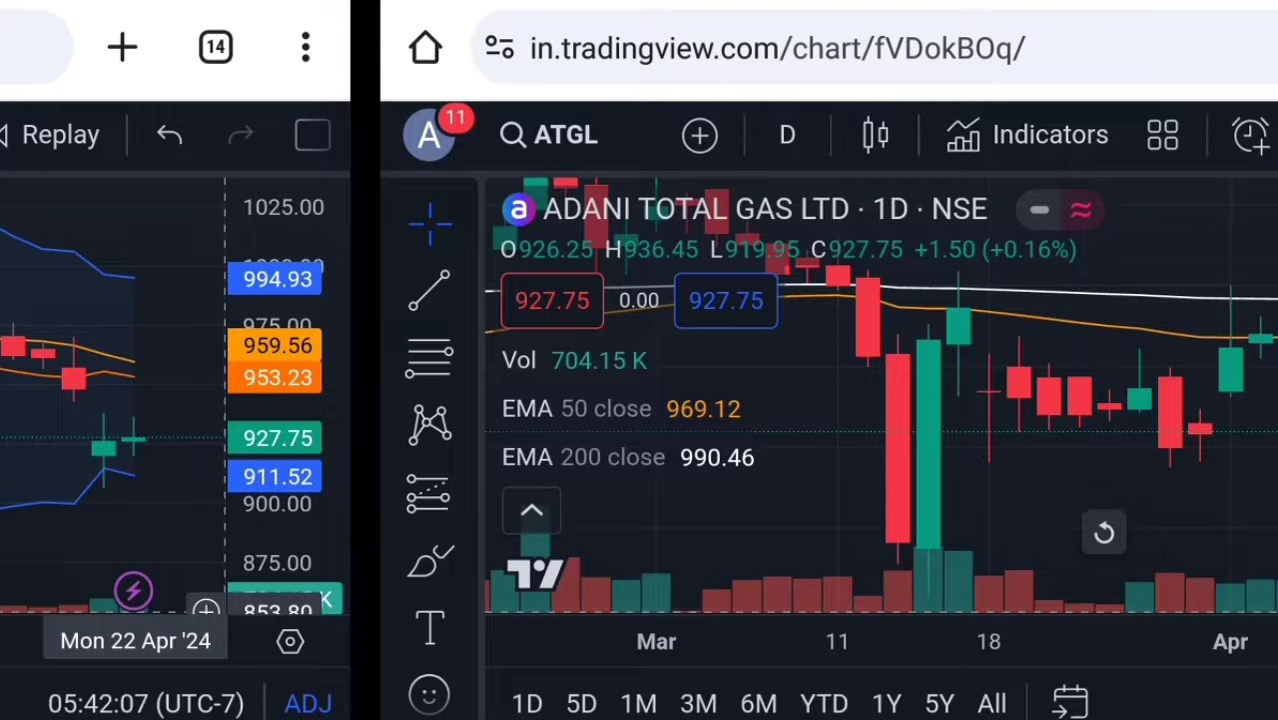 14
Replay
1025.00
994.93
975.00
959.56
953.23
927.75
911.52
900.00
875.00
K
853.80
Mon 22 Apr '24
05:42:07 (UTC-7)
ADJ
in.tradingview.com/chart/fVDokBOq/
A
11
ATGL
D
Indicators
a ADANI TOTAL GAS LTD · 1D · NSE
O926.25 H936.45 L919.95 C927.75 +1.50 (+0.16%)
927.75 0.00 927.75
Vol 704.15 K
EMA 50 close 969.12
EMA 200 close 990.46
T
Mar 11 18 Apr
1D 5D 1M 3M 6M YTD 1Y 5Y All